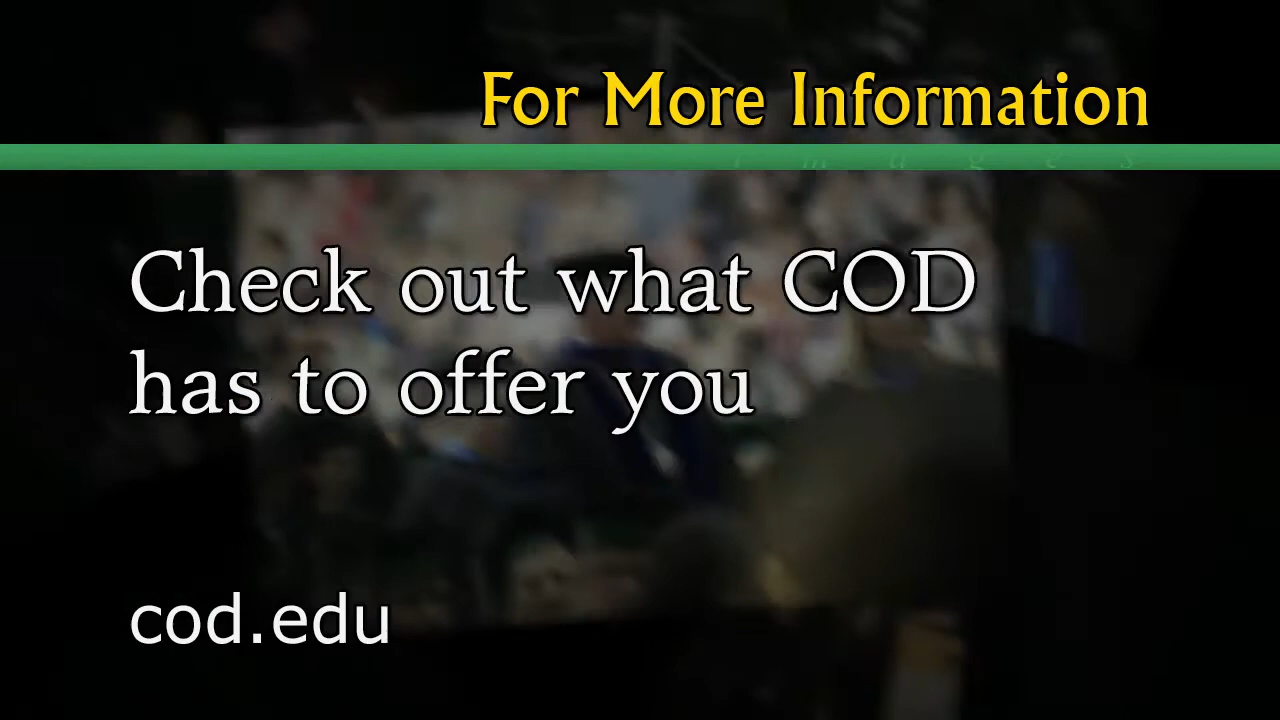 For More Information
Check out what COD
has to offer you
cod.edu